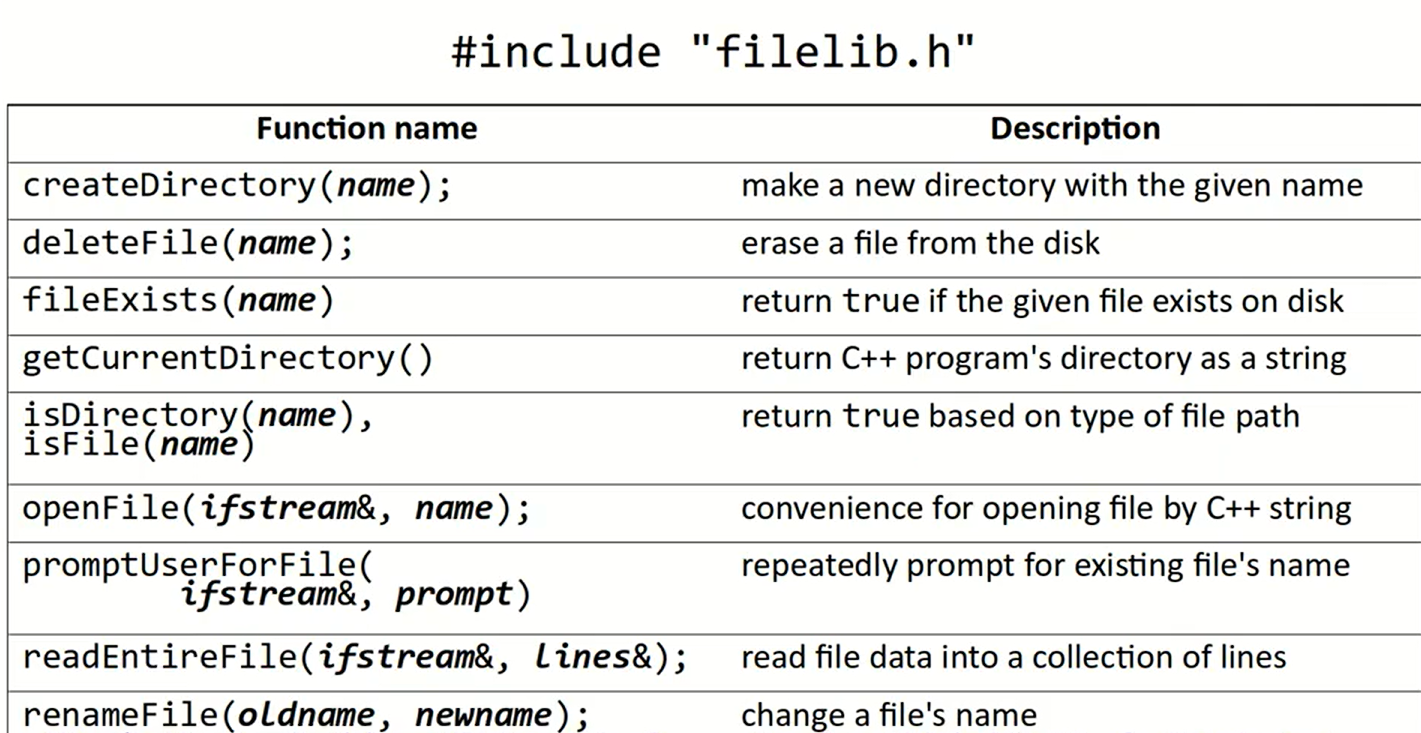 #include "filelib.h"
Function name Description
createDirectory(name); make a new directory with the given name
deleteFile(name); erase a file from the disk
fileExists(name) return true if the given file exists on disk
getCurrentDirectory() return C++ program's directory as a string
isDirectory(name), return true based on type of file path
isFile(name)
openFile(ifstream&, name); convenience for opening file by C++ string
promptUserForFile( repeatedly prompt for existing file's name
ifstream&, prompt)
readEntireFile(ifstream&, lines&); read file data into a collection of lines
renameFile(oldname, newname); change a file's name